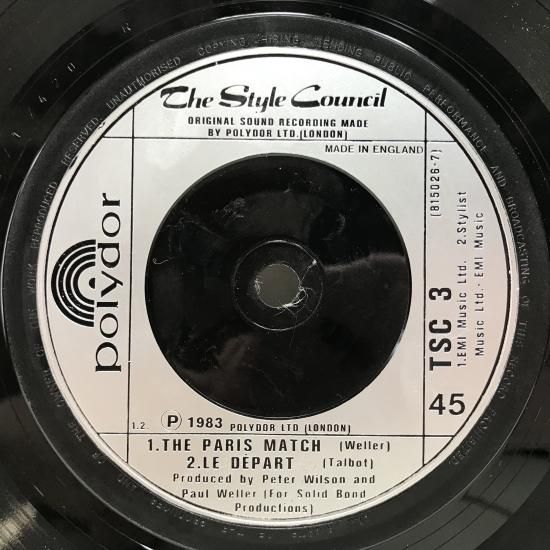 The Style Council
ORIGINAL SOUND RECORDING MADE
BY POLYDOR LTD.(LONDON)
MADE IN ENGLAND
polydor
(815026-7)
TSC 3
1.EMI Music Ltd. 2.Stylist
Music Ltd.- EMI Music
45
1.2. Ⓟ 1983 POLYDOR LTD (LONDON)
1.THE PARIS MATCH (Weller)
2.LE DÉPART (Talbot)
Produced by Peter Wilson and
Paul Weller (For Solid Bond
Productions)
RESERVED UNAUTHORISED COPYING HIRING LENDING PUBLIC PERFORMANCE AND BROADCASTING OF THIS RECORD PROHIBITED